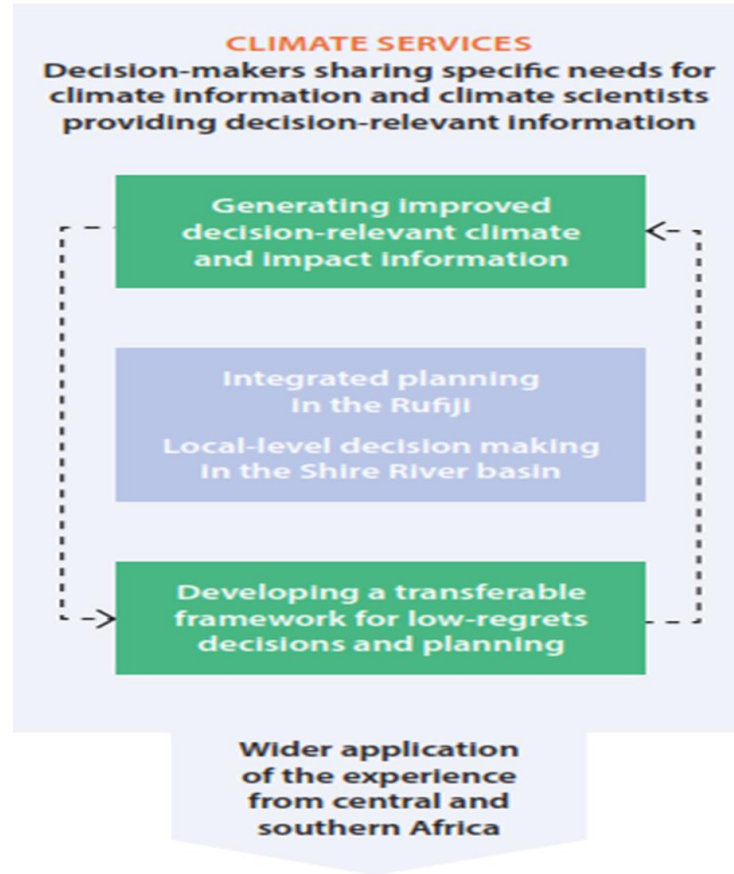 CLIMATE SERVICES
Decision-makers sharing specific needs for
climate information and climate scientists
providing decision-relevant information
Generating improved
decision-relevant climate
and impact information
Integrated planning
in the Rufiji
Local-level decision making
in the Shire River basin
Developing a transferable
framework for low-regrets
decisions and planning
Wider application
of the experience
from central and
southern Africa